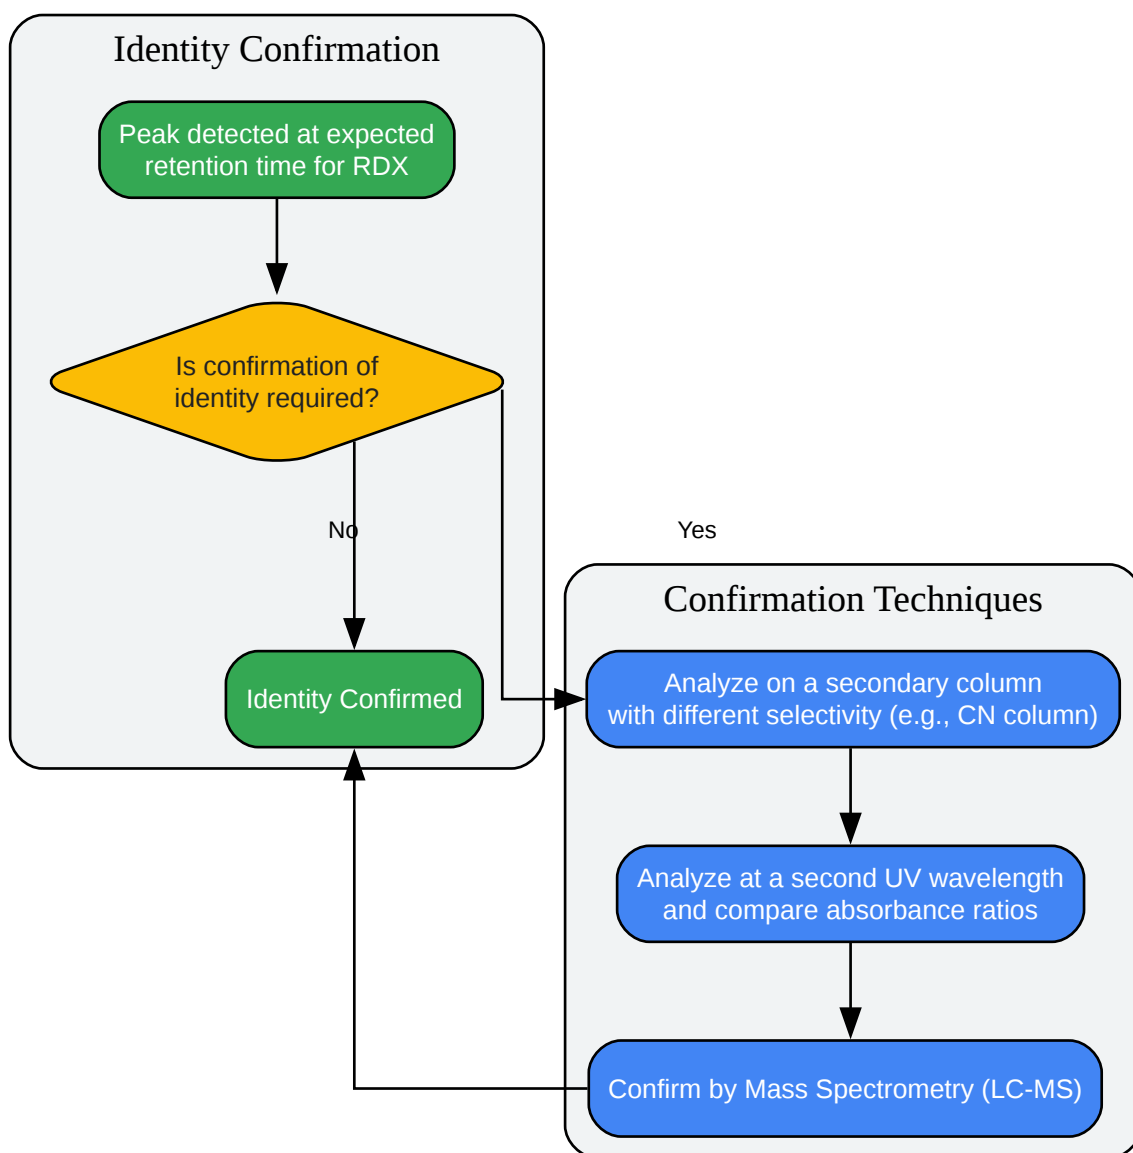 Identity Confirmation
Peak detected at expected
retention time for RDX
Is confirmation of
identity required?
No
Yes
Identity Confirmed
Confirmation Techniques
Analyze on a secondary column
with different selectivity (e.g., CN column)
Analyze at a second UV wavelength
and compare absorbance ratios
Confirm by Mass Spectrometry (LC-MS)